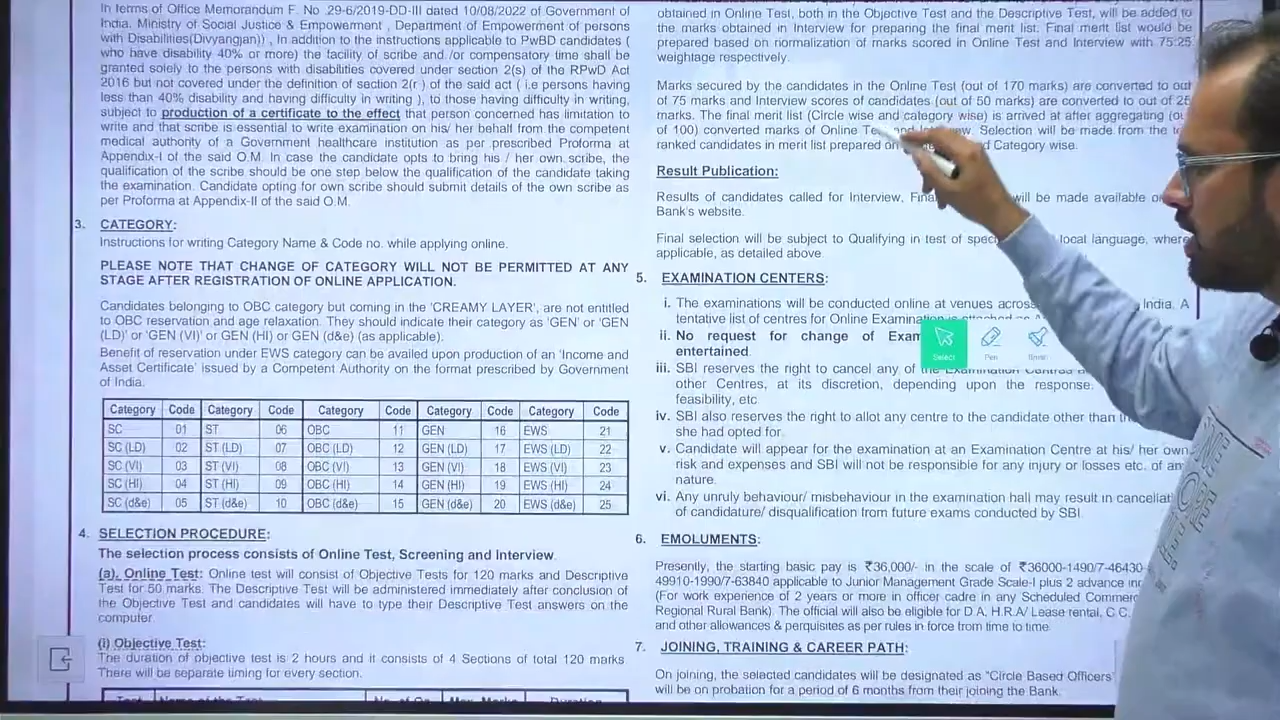 In terms of Office Memorandum F. No .29-6/2019-DD-III dated 10/08/2022 of Government of
India, Ministry of Social Justice & Empowerment , Department of Empowerment of persons
with Disabilities(Divyangjan)) , In addition to the instructions applicable to PwBD candidates (
who have disability 40% or more) the facility of scribe and /or compensatory time shall be
granted solely to the persons with disabilities covered under section 2(s) of the RPwD Act
2016 but not covered under the definition of section 2(r ) of the said act ( i.e persons having
less than 40% disability and having difficulty in writing ), to those having difficulty in writing,
subject to production of a certificate to the effect that person concerned has limitation to
write and that scribe is essential to write examination on his/ her behalf from the competent
medical authority of a Government healthcare institution as per prescribed Proforma at
Appendix-I of the said O.M. In case the candidate opts to bring his / her own scribe, the
qualification of the scribe should be one step below the qualification of the candidate taking
the examination. Candidate opting for own scribe should submit details of the own scribe as
per Proforma at Appendix-II of the said O.M.
3. CATEGORY:
Instructions for writing Category Name & Code no. while applying online.
PLEASE NOTE THAT CHANGE OF CATEGORY WILL NOT BE PERMITTED AT ANY
STAGE AFTER REGISTRATION OF ONLINE APPLICATION.
Candidates belonging to OBC category but coming in the 'CREAMY LAYER', are not entitled
to OBC reservation and age relaxation. They should indicate their category as 'GEN' or 'GEN
(LD)' or 'GEN (VI)' or GEN (HI) or GEN (d&e) (as applicable).
Benefit of reservation under EWS category can be availed upon production of an 'Income and
Asset Certificate' issued by a Competent Authority on the format prescribed by Government
of India.
Category Code Category Code Category Code Category Code Category Code
SC 01 ST 06 OBC 11 GEN 16 EWS 21
SC (LD) 02 ST (LD) 07 OBC (LD) 12 GEN (LD) 17 EWS (LD) 22
SC (VI) 03 ST (VI) 08 OBC (VI) 13 GEN (VI) 18 EWS (VI) 23
SC (HI) 04 ST (HI) 09 OBC (HI) 14 GEN (HI) 19 EWS (HI) 24
SC (d&e) 05 ST (d&e) 10 OBC (d&e) 15 GEN (d&e) 20 EWS (d&e) 25
4. SELECTION PROCEDURE:
The selection process consists of Online Test, Screening and Interview.
(a). Online Test: Online test will consist of Objective Tests for 120 marks and Descriptive
Test for 50 marks. The Descriptive Test will be administered immediately after conclusion of
the Objective Test and candidates will have to type their Descriptive Test answers on the
computer.
(i) Objective Test:
The duration of objective test is 2 hours and it consists of 4 Sections of total 120 marks.
There will be separate timing for every section.
Test Name of the Test No. of Qu Max. Marks Duration
obtained in Online Test, both in the Objective Test and the Descriptive Test, will be added to
the marks obtained in Interview for preparing the final merit list. Final merit list would be
prepared based on normalization of marks scored in Online Test and Interview with 75:25
weightage respectively.
Marks secured by the candidates in the Online Test (out of 170 marks) are converted to out
of 75 marks and Interview scores of candidates (out of 50 marks) are converted to out of 25
marks. The final merit list (Circle wise and category wise) is arrived at after aggregating (out
of 100) converted marks of Online Te and Interview. Selection will be made from the to
ranked candidates in merit list prepared on d Category wise.
Result Publication:
Results of candidates called for Interview, Fina will be made available on
Bank's website.
Final selection will be subject to Qualifying in test of spec local language, where
applicable, as detailed above.
5. EXAMINATION CENTERS:
i. The examinations will be conducted online at venues across India. A
tentative list of centres for Online Examination is attached
ii. No request for change of Exam
entertained.
iii. SBI reserves the right to cancel any of the Examination Centres
other Centres, at its discretion, depending upon the response,
feasibility, etc
iv. SBI also reserves the right to allot any centre to the candidate other than th
she had opted for.
v. Candidate will appear for the examination at an Examination Centre at his/ her own
risk and expenses and SBI will not be responsible for any injury or losses etc. of any
nature.
vi. Any unruly behaviour/ misbehaviour in the examination hall may result in cancellat
of candidature/ disqualification from future exams conducted by SBI.
Select Pen
6. EMOLUMENTS:
Presently, the starting basic pay is ₹36,000/- in the scale of ₹36000-1490/7-46430-
49910-1990/7-63840 applicable to Junior Management Grade Scale-I plus 2 advance inc
(For work experience of 2 years or more in officer cadre in any Scheduled Commerc
Regional Rural Bank). The official will also be eligible for D.A, H.R.A/ Lease rental, C.C.
and other allowances & perquisites as per rules in force from time to time.
7. JOINING, TRAINING & CAREER PATH:
On joining, the selected candidates will be designated as "Circle Based Officers"
will be on probation for a period of 6 months from their joining the Bank.